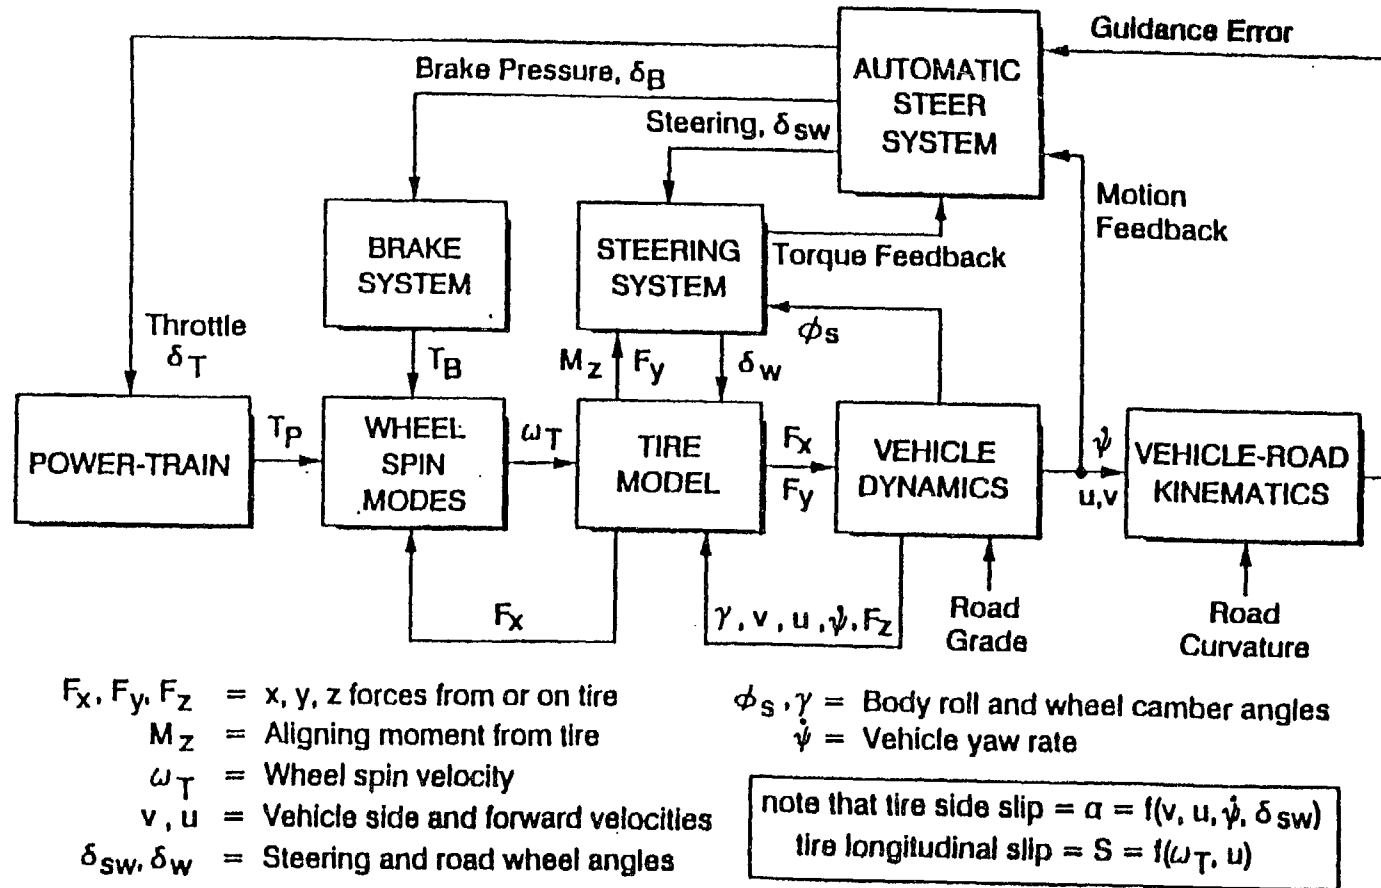 Guidance Error
AUTOMATIC
STEER
SYSTEM
Brake Pressure, δB
Steering, δsw
Motion
Feedback
BRAKE
SYSTEM
STEERING
SYSTEM
Torque Feedback
ϕs
Throttle
δT
TB
Mz Fy
δw
POWER-TRAIN
TP
WHEEL
SPIN
MODES
ωT
TIRE
MODEL
Fx
Fy
VEHICLE
DYNAMICS
ψ̇
u,v
VEHICLE-ROAD
KINEMATICS
Fx
γ, v, u, ψ̇, Fz
Road
Grade
Road
Curvature
Fx, Fy, Fz = x, y, z forces from or on tire
Mz = Aligning moment from tire
ωT = Wheel spin velocity
v, u = Vehicle side and forward velocities
δsw, δw = Steering and road wheel angles
ϕs, γ = Body roll and wheel camber angles
ψ̇ = Vehicle yaw rate
note that tire side slip = α = f(v, u, ψ̇, δsw)
tire longitudinal slip = S = f(ωT, u)